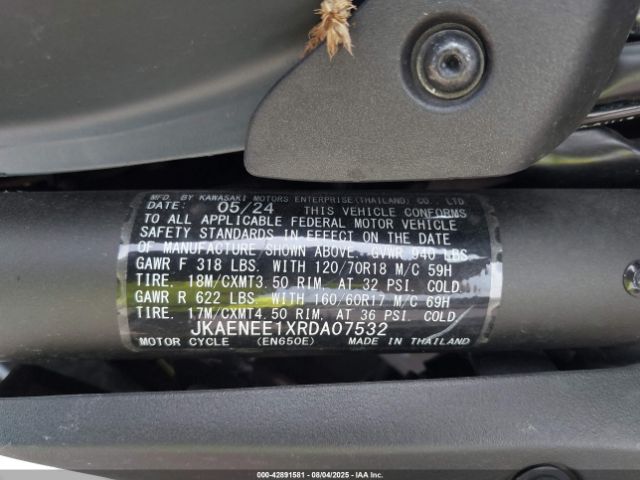 MFD. BY KAWASAKI MOTORS ENTERPRISE(THAILAND) CO., LTD
DATE: 05/24 THIS VEHICLE CONFORMS
TO ALL APPLICABLE FEDERAL MOTOR VEHICLE
SAFETY STANDARDS IN EFFECT ON THE DATE
OF MANUFACTURE SHOWN ABOVE. GVWR 940 LBS
GAWR F 318 LBS. WITH 120/70R18 M/C 59H
TIRE. 18M/CXMT3.50 RIM. AT 32 PSI. COLD
GAWR R 622 LBS. WITH 160/60R17 M/C 69H
TIRE. 17M/CXMT4.50 RIM. AT 36 PSI. COLD
JKAENEE1XRDA07532
MOTOR CYCLE (EN650E) MADE IN THAILAND
000-42891581 - 08/04/2025 - IAAI.COM